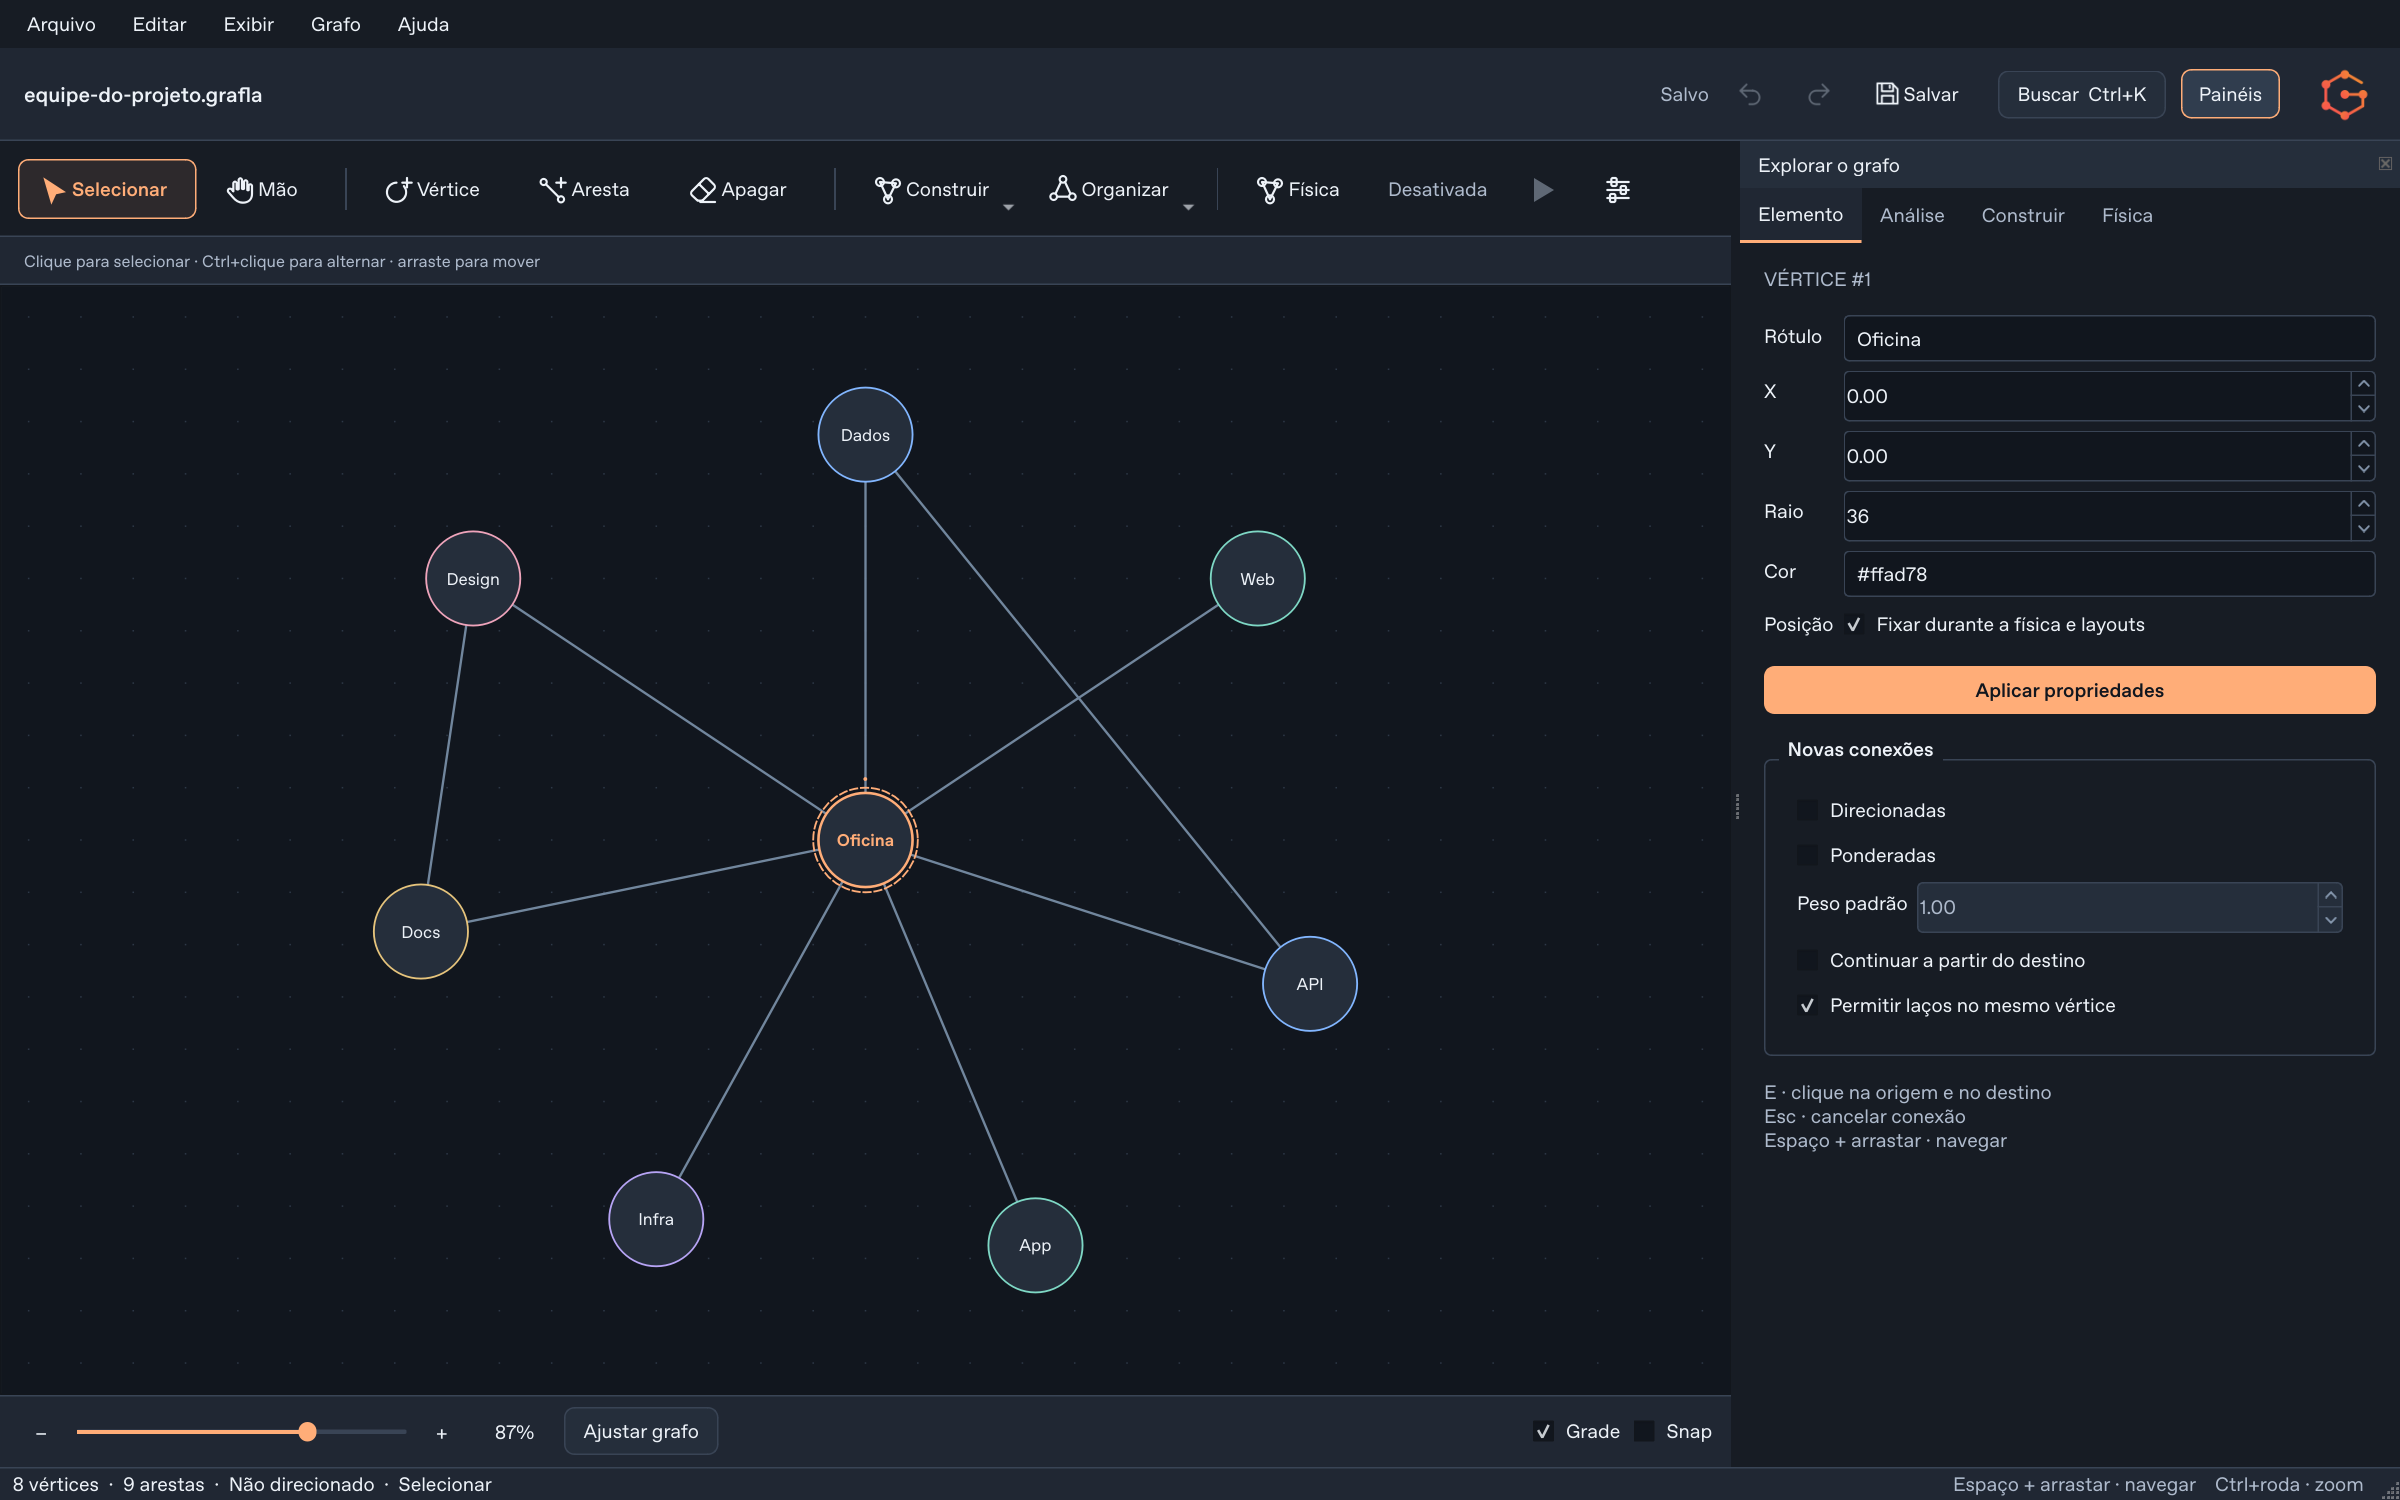 Arquivo Editar Exibir Grafo Ajuda
equipe-do-projeto.grafla
Salvo Salvar Buscar Ctrl+K Painéis
Selecionar Mão Vértice Aresta Apagar Construir Organizar Física Desativada
Clique para selecionar · Ctrl+clique para alternar · arraste para mover
Dados
Design
Web
Oficina
Docs
API
Infra
App
Explorar o grafo
Elemento Análise Construir Física
VÉRTICE #1
Rótulo Oficina
X 0.00
Y 0.00
Raio 36
Cor #ffad78
Posição Fixar durante a física e layouts
Aplicar propriedades
Novas conexões
Direcionadas
Ponderadas
Peso padrão 1.00
Continuar a partir do destino
Permitir laços no mesmo vértice
E · clique na origem e no destino
Esc · cancelar conexão
Espaço + arrastar · navegar
− + 87% Ajustar grafo Grade Snap
8 vértices · 9 arestas · Não direcionado · Selecionar
Espaço + arrastar · navegar Ctrl+roda · zoom